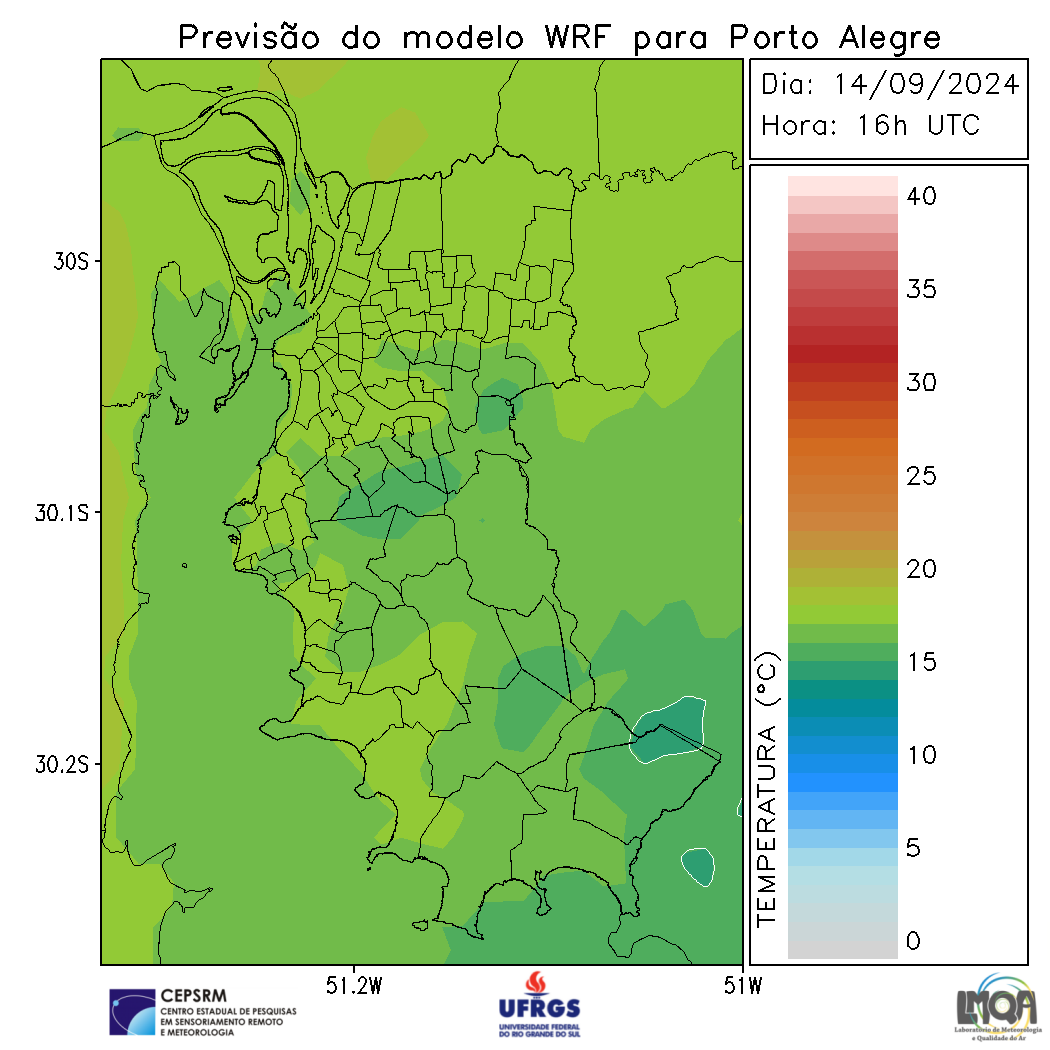 Previsão do modelo WRF para Porto Alegre
Dia: 14/09/2024
Hora: 16h UTC
40
35
30
25
20
15
10
5
0
TEMPERATURA (°C)
30S
30.1S
30.2S
51.2W
51W
CEPSRM
CENTRO ESTADUAL DE PESQUISAS
EM SENSORIAMENTO REMOTO
E METEOROLOGIA
UFRGS
UNIVERSIDADE FEDERAL
DO RIO GRANDE DO SUL
LMQA
Laboratório de Meteorologia
e Qualidade do Ar